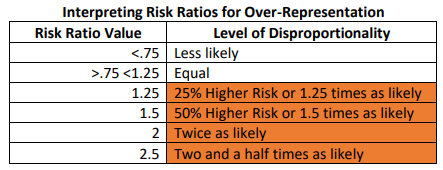 Interpreting Risk Ratios for Over-Representation
Risk Ratio Value Level of Disproportionality
<.75 Less likely
>.75 <1.25 Equal
1.25 25% Higher Risk or 1.25 times as likely
1.5 50% Higher Risk or 1.5 times as likely
2 Twice as likely
2.5 Two and a half times as likely